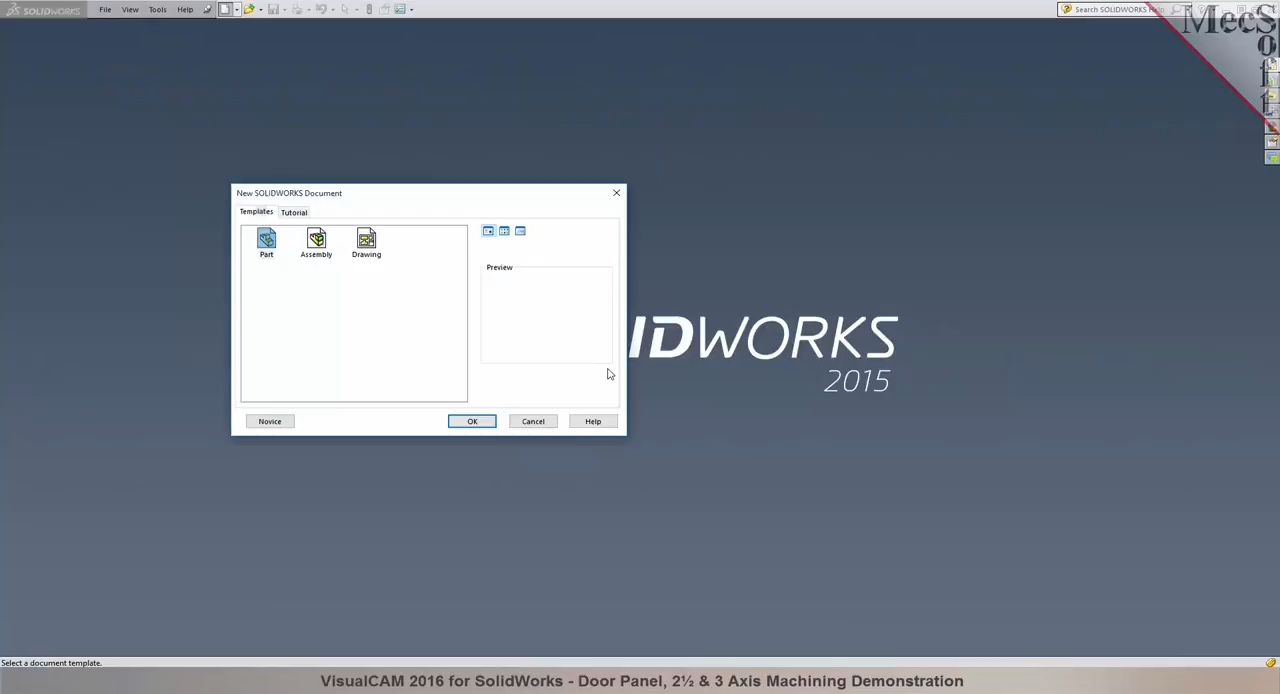 SOLIDWORKS
File View Tools Help
Search SOLIDWORKS
MecS
o
f
t
New SOLIDWORKS Document
Templates Tutorial
Part Assembly Drawing
Preview
Novice OK Cancel Help
IDWORKS
2015
Select a document template.
VisualCAM 2016 for SolidWorks - Door Panel, 2½ & 3 Axis Machining Demonstration